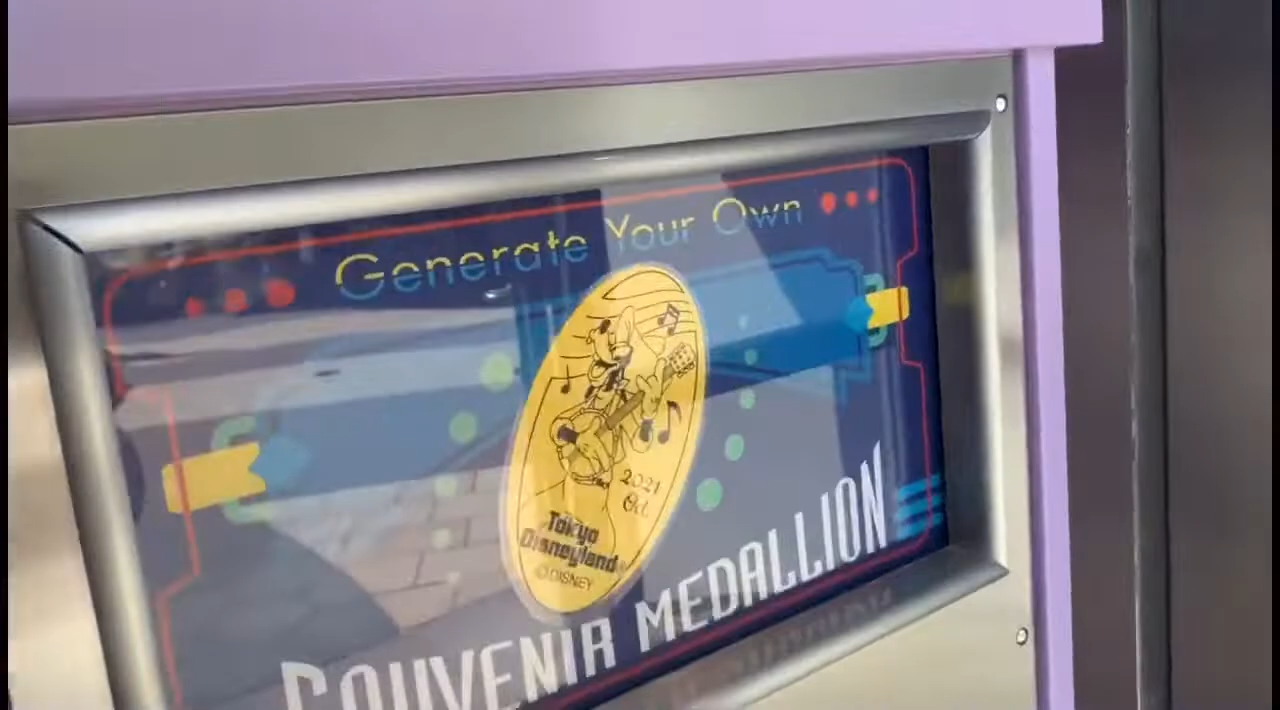 Generate Your Own
2021
Oct.
Tokyo
Disneyland®
© DISNEY
SOUVENIR MEDALLION